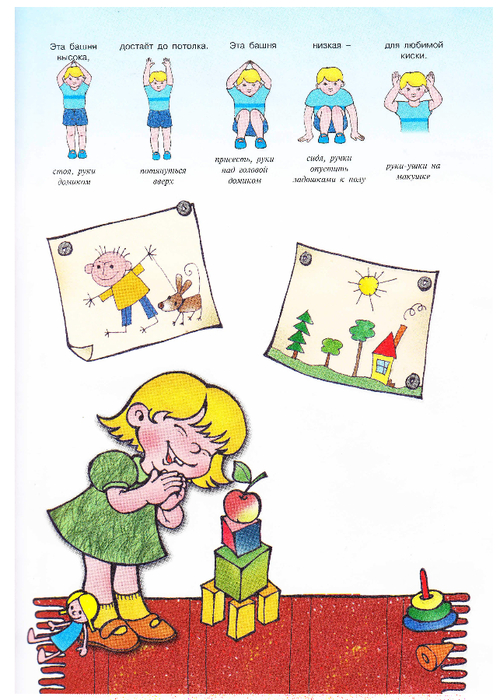 Эта башня высока,
достаёт до потолка.
Эта башня
низкая –
для любимой киски.
стоя, руки домиком
потянуться вверх
присесть, руки над головой домиком
сидя, ручки опустить ладошками к полу
руки-ушки на макушке